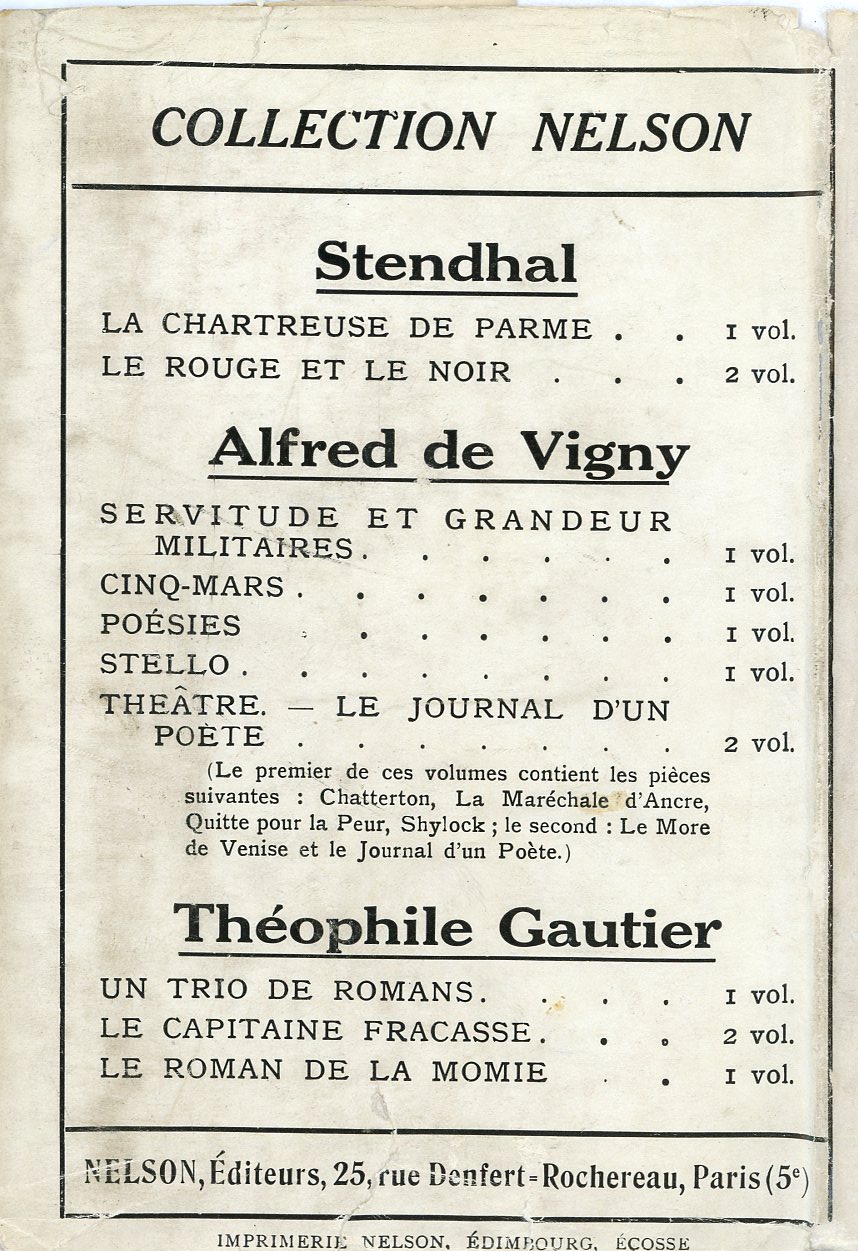 COLLECTION NELSON
Stendhal
LA CHARTREUSE DE PARME . . 1 vol.
LE ROUGE ET LE NOIR . . . 2 vol.
Alfred de Vigny
SERVITUDE ET GRANDEUR
MILITAIRES . . . . . . 1 vol.
CINQ-MARS . . . . . . . 1 vol.
POÉSIES . . . . . . . 1 vol.
STELLO . . . . . . . . 1 vol.
THEÂTRE. — LE JOURNAL D'UN
POÈTE . . . . . . . 2 vol.
(Le premier de ces volumes contient les pièces
suivantes : Chatterton, La Maréchale d'Ancre,
Quitte pour la Peur, Shylock ; le second : Le More
de Venise et le Journal d'un Poète.)
Théophile Gautier
UN TRIO DE ROMANS . . . . 1 vol.
LE CAPITAINE FRACASSE . . . 2 vol.
LE ROMAN DE LA MOMIE . . 1 vol.
NELSON, Éditeurs, 25, rue Denfert-Rochereau, Paris (5e)
IMPRIMERIE NELSON, ÉDIMBOURG, ÉCOSSE